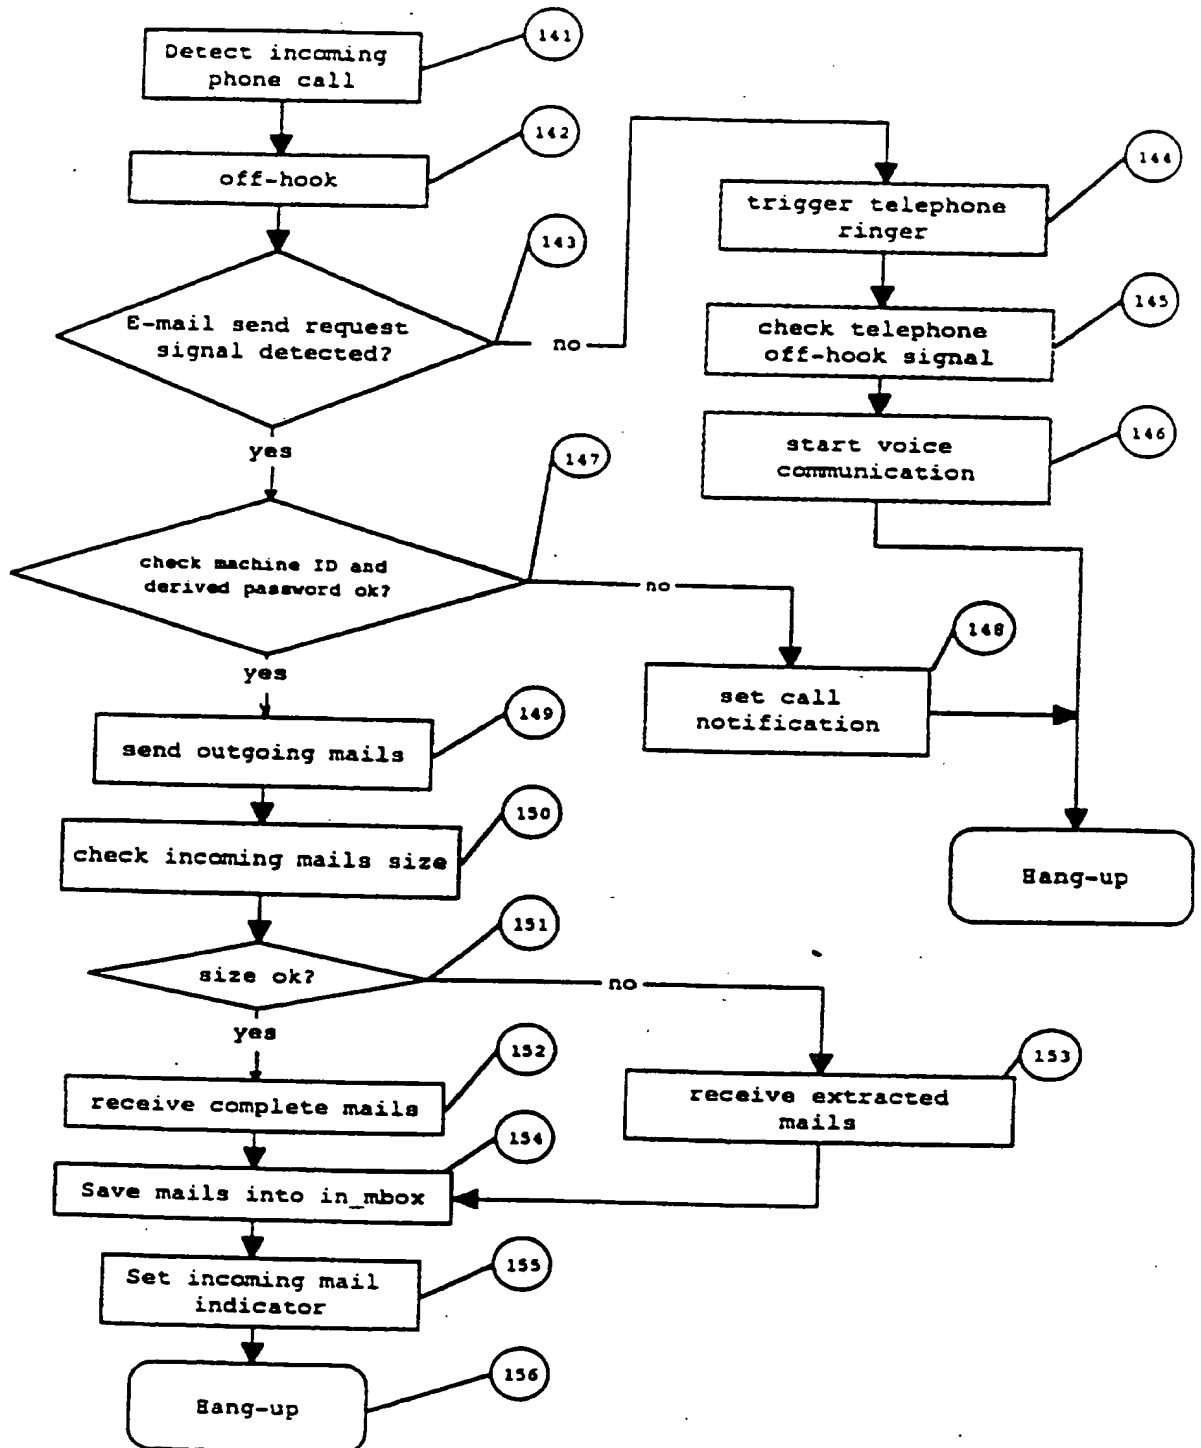 Detect incoming
phone call
141
off-hook
142
E-mail send request
signal detected?
143
no
trigger telephone
ringer
144
check telephone
off-hook signal
145
start voice
communication
146
yes
check machine ID and
derived password ok?
147
no
set call
notification
148
yes
send outgoing mails
149
check incoming mails size
150
Hang-up
size ok?
151
no
yes
receive complete mails
152
receive extracted
mails
153
Save mails into in_mbox
154
Set incoming mail
indicator
155
Hang-up
156